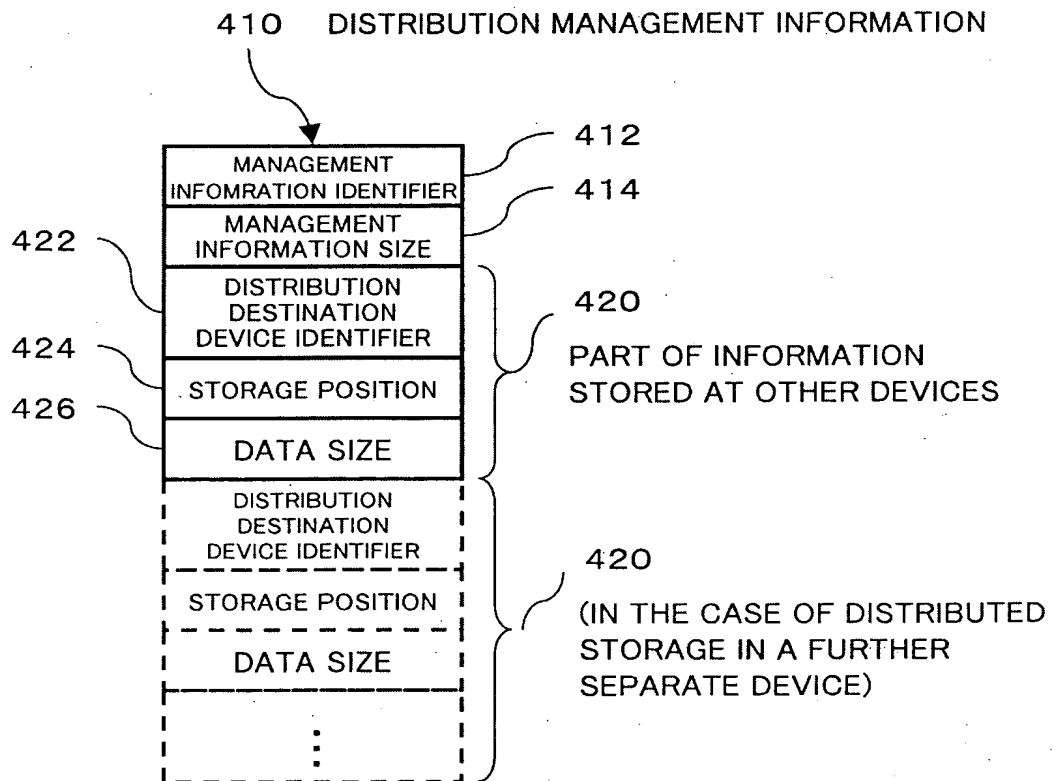 410 DISTRIBUTION MANAGEMENT INFORMATION
412
MANAGEMENT
INFOMRATION IDENTIFIER
414
MANAGEMENT
INFORMATION SIZE
422
DISTRIBUTION
DESTINATION
DEVICE IDENTIFIER
420
PART OF INFORMATION
STORED AT OTHER DEVICES
424
STORAGE POSITION
426
DATA SIZE
DISTRIBUTION
DESTINATION
DEVICE IDENTIFIER
420
(IN THE CASE OF DISTRIBUTED
STORAGE IN A FURTHER
SEPARATE DEVICE)
STORAGE POSITION
DATA SIZE